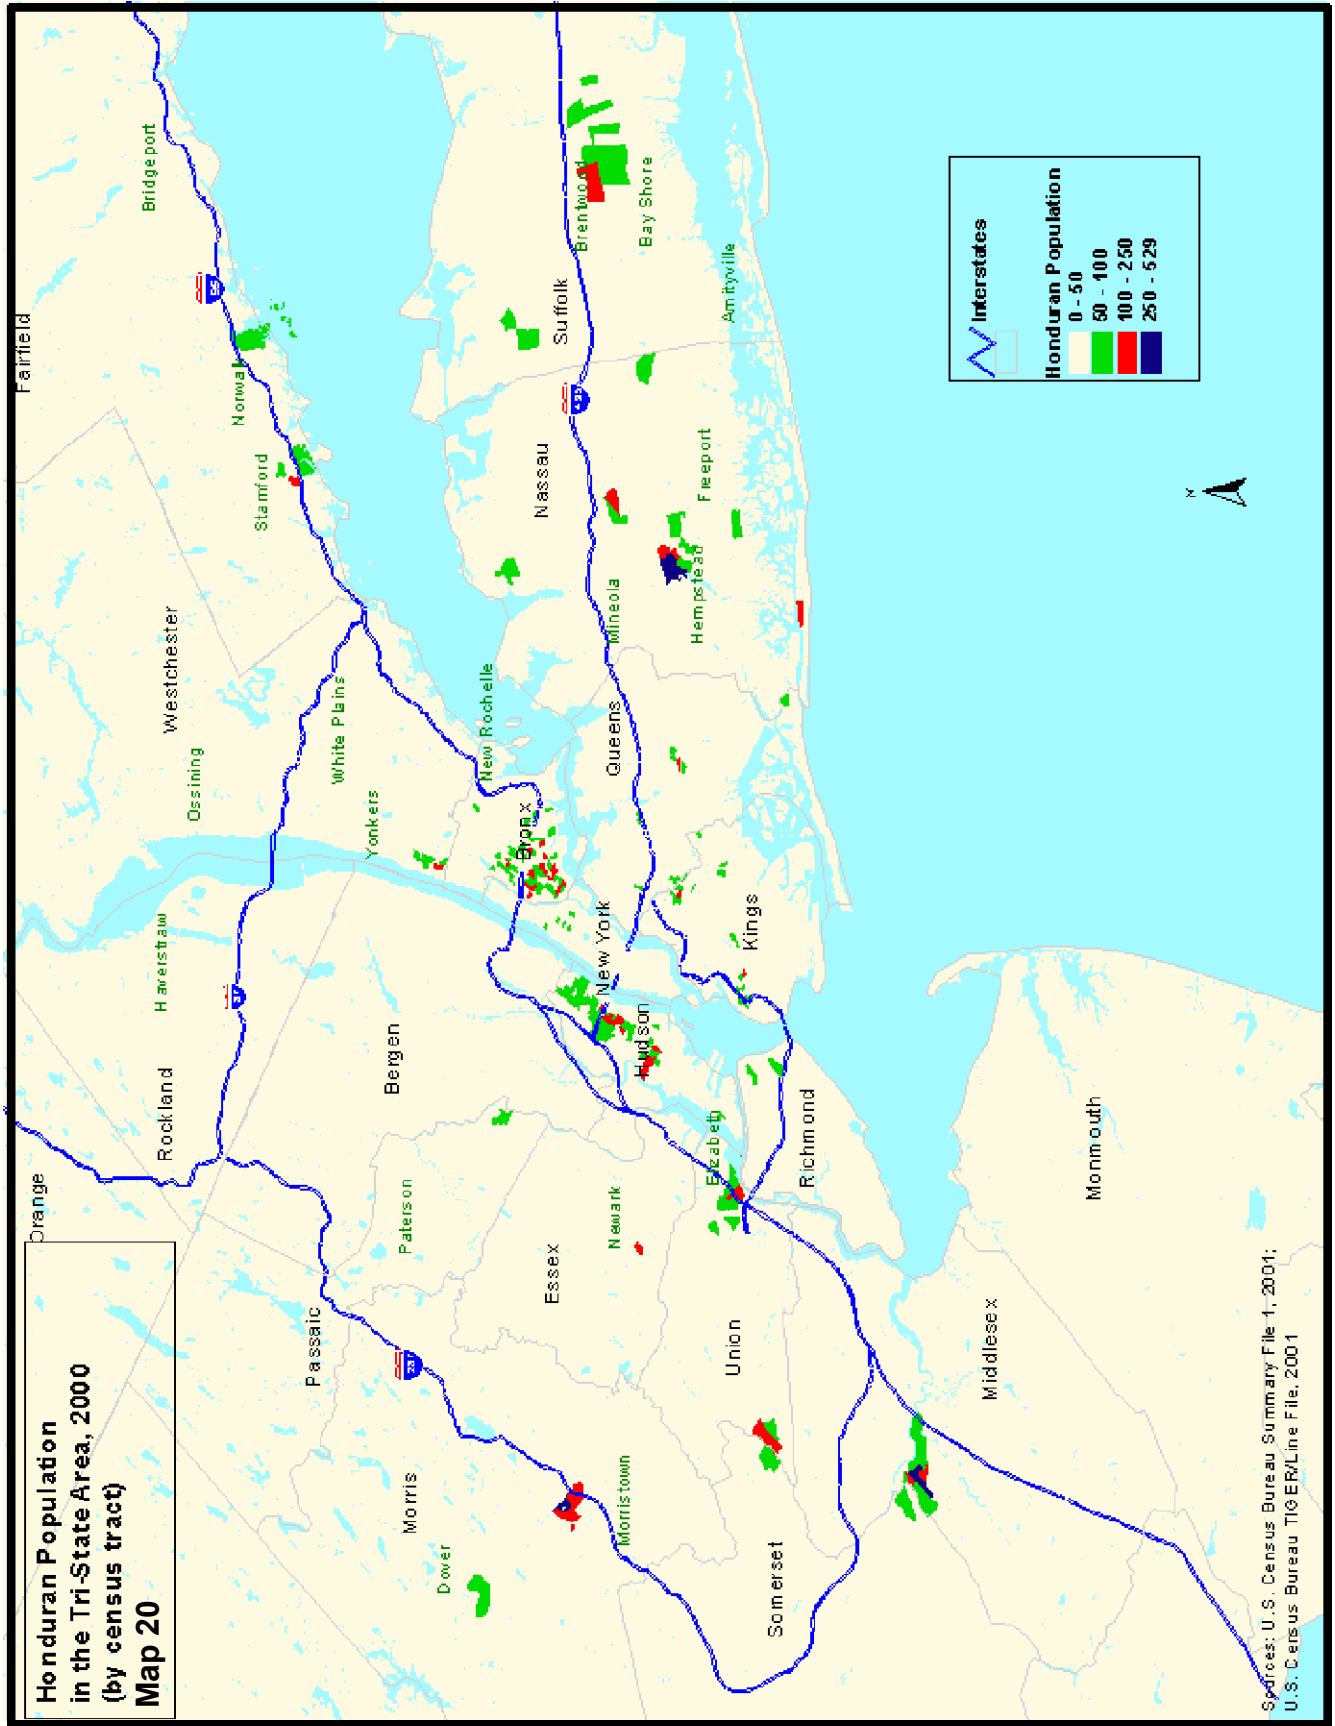 Honduran Population
in the Tri-State Area, 2000
(by census tract)
Map 20
Orange
Rockland
Haverstraw
Ossining
Westchester
Fairfield
Bridgeport
Norwalk
Stamford
White Plains
Yonkers
New Rochelle
Passaic
Paterson
Bergen
Morris
Dover
Morristown
Essex
Newark
Hudson
New York
Bronx
Queens
Mineola
Nassau
Suffolk
Brentwood
Bay Shore
Amityville
Freeport
Hempstead
Kings
Elizabeth
Richmond
Union
Somerset
Middlesex
Monmouth
95
87
287
495
Interstates
Honduran Population
0 - 50
50 - 100
100 - 250
250 - 529
N
Sources: U.S. Census Bureau Summary File 1, 2001;
U.S. Census Bureau TIGER/Line File, 2001